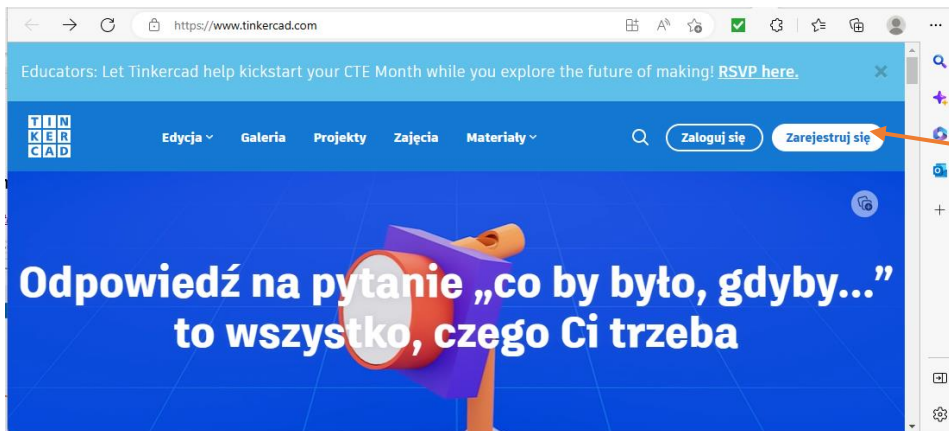 https://www.tinkercad.com
Educators: Let Tinkercad help kickstart your CTE Month while you explore the future of making! RSVP here.
TIN
KER
CAD
Edycja
Galeria
Projekty
Zajęcia
Materiały
Zaloguj się
Zarejestruj się
Odpowiedź na pytanie „co by było, gdyby...”
to wszystko, czego Ci trzeba